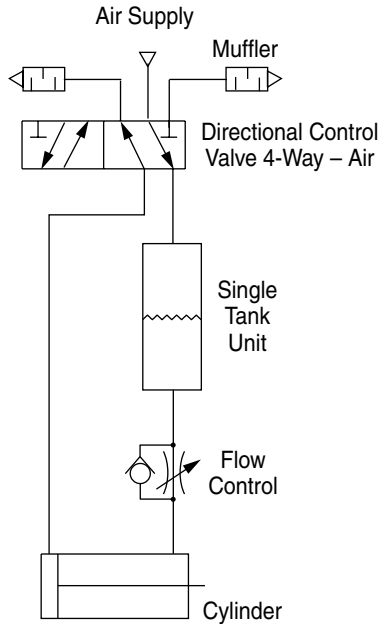 Air Supply
Muffler
Directional Control
Valve 4-Way – Air
Single
Tank
Unit
Flow
Control
Cylinder